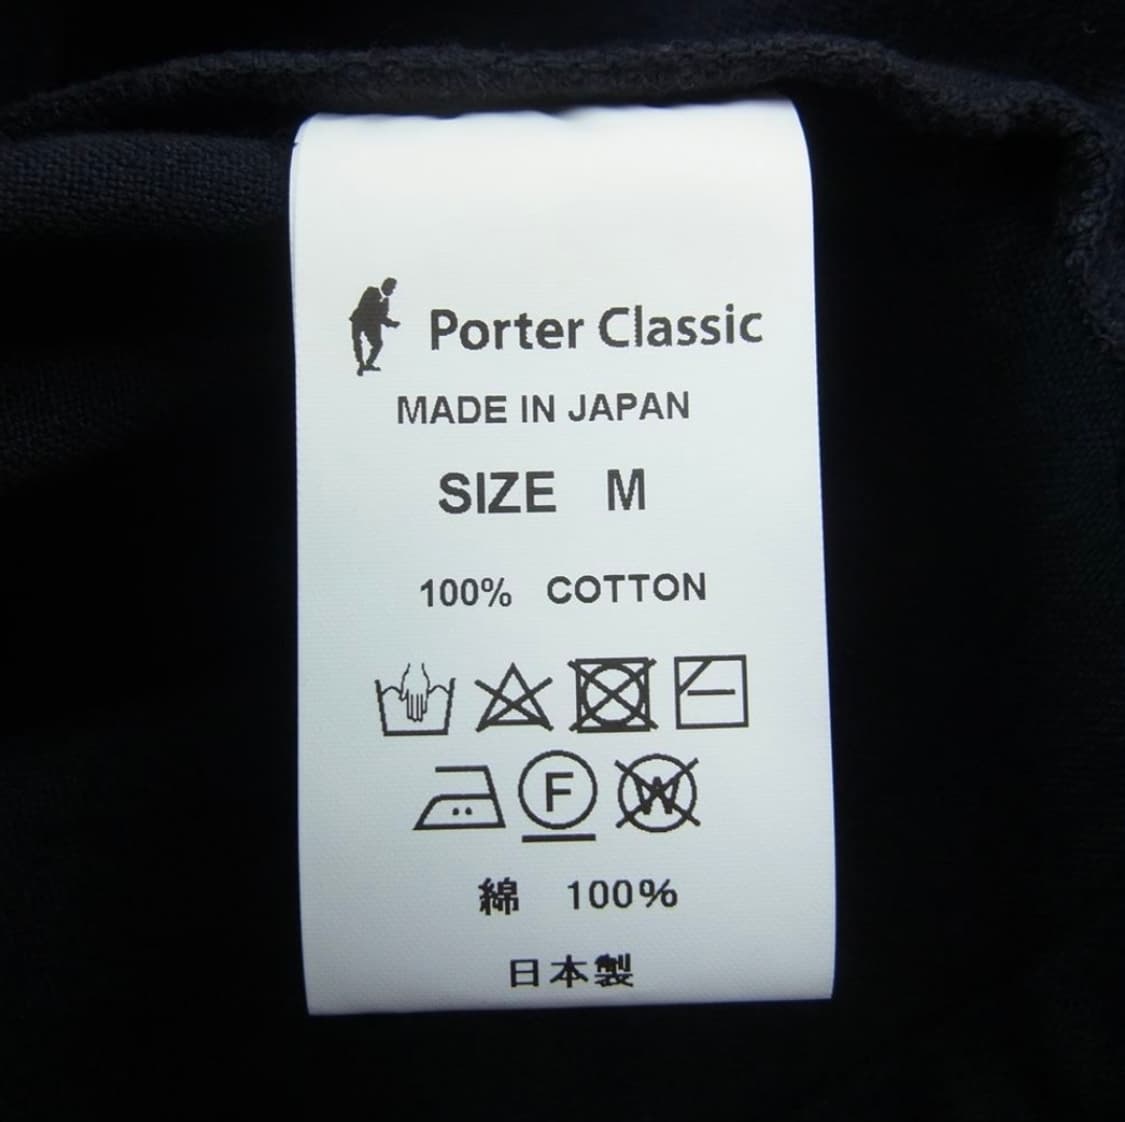 Porter Classic
MADE IN JAPAN
SIZE M
100% COTTON
F W
綿 100%
日本製